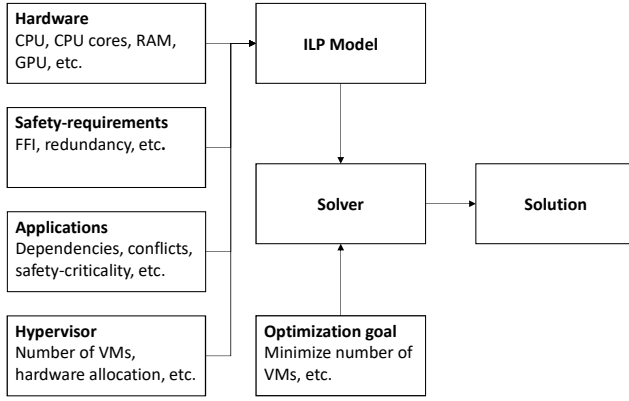 Hardware
CPU, CPU cores, RAM,
GPU, etc.
ILP Model
Safety-requirements
FFI, redundancy, etc.
Solver
Solution
Applications
Dependencies, conflicts,
safety-criticality, etc.
Hypervisor
Number of VMs,
hardware allocation, etc.
Optimization goal
Minimize number of
VMs, etc.